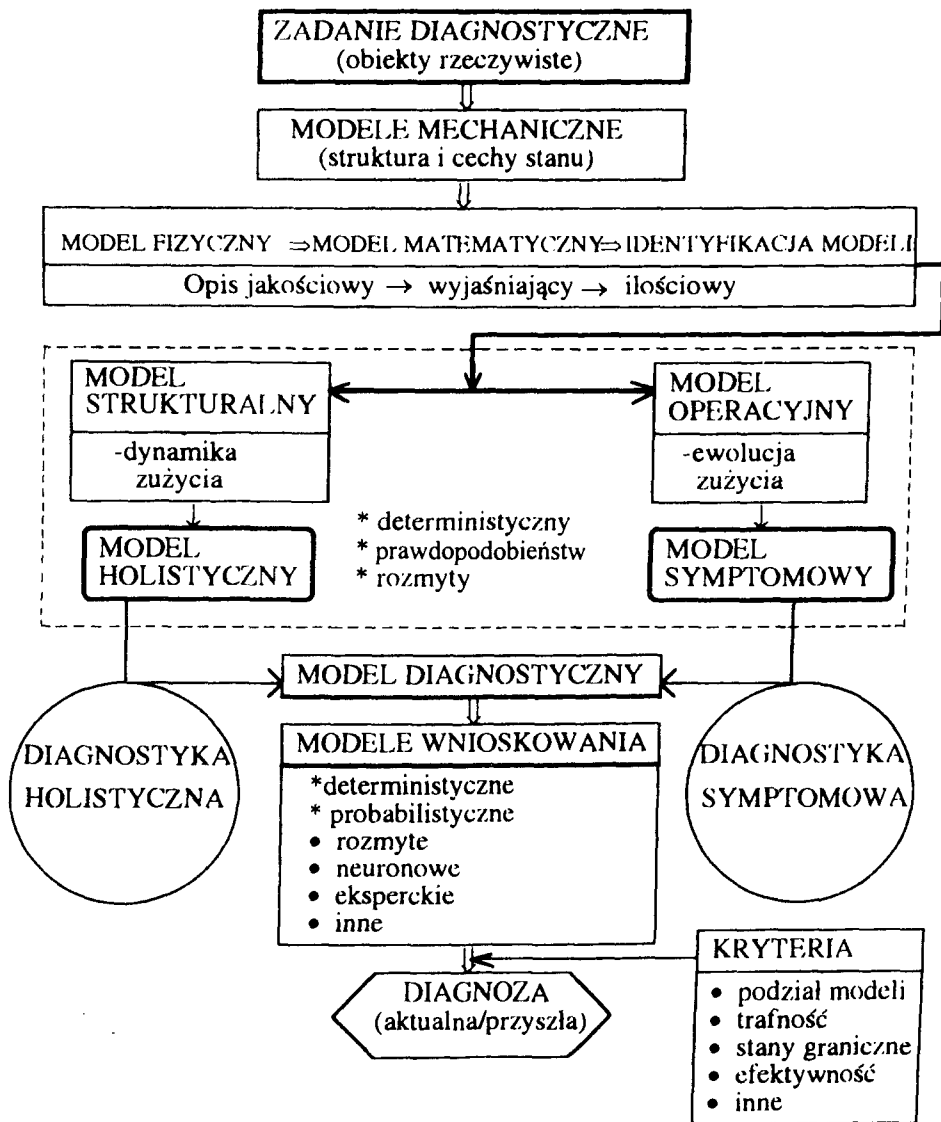 ZADANIE DIAGNOSTYCZNE
(obiekty rzeczywiste)
MODELE MECHANICZNE
(struktura i cechy stanu)
MODEL FIZYCZNY ⇒ MODEL MATEMATYCZNY ⇒ IDENTYFIKACJA MODELI
Opis jakościowy → wyjaśniający → ilościowy
MODEL
STRUKTURALNY
-dynamika
zużycia
MODEL
HOLISTYCZNY
MODEL
OPERACYJNY
-ewolucja
zużycia
MODEL
SYMPTOMOWY
* deterministyczny
* prawdopodobieństw
* rozmyty
MODEL DIAGNOSTYCZNY
DIAGNOSTYKA
HOLISTYCZNA
MODELE WNIOSKOWANIA
*deterministyczne
* probabilistyczne
• rozmyte
• neuronowe
• eksperckie
• inne
DIAGNOSTYKA
SYMPTOMOWA
DIAGNOZA
(aktualna/przyszła)
KRYTERIA
• podział modeli
• trafność
• stany graniczne
• efektywność
• inne